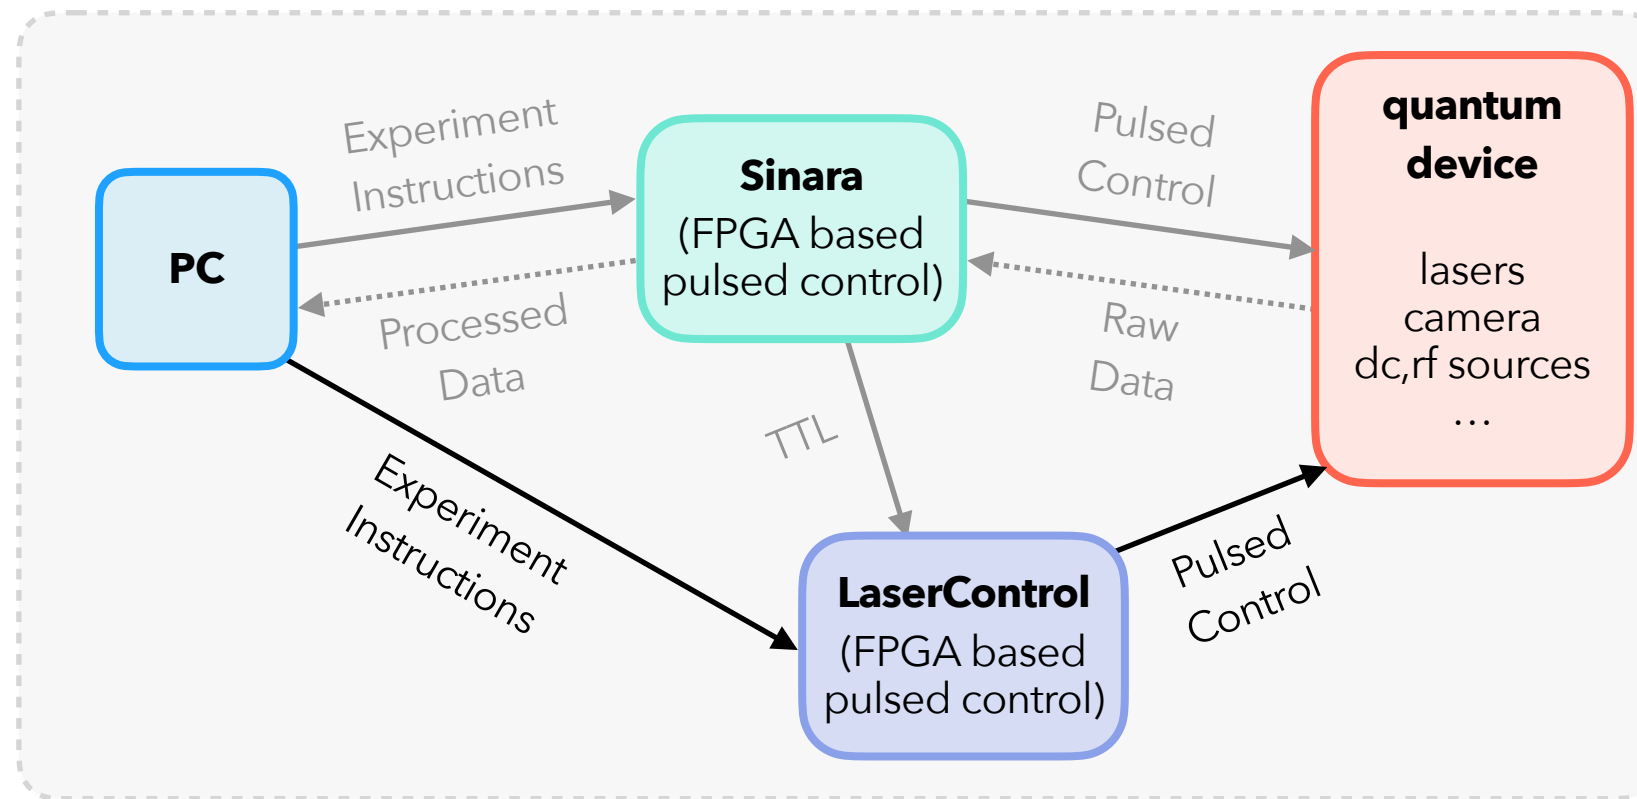 PC
Experiment
Instructions
Processed
Data
Sinara
(FPGA based
pulsed control)
Pulsed
Control
Raw
Data
quantum
device
lasers
camera
dc,rf sources
...
TTL
Experiment
Instructions
LaserControl
(FPGA based
pulsed control)
Pulsed
Control